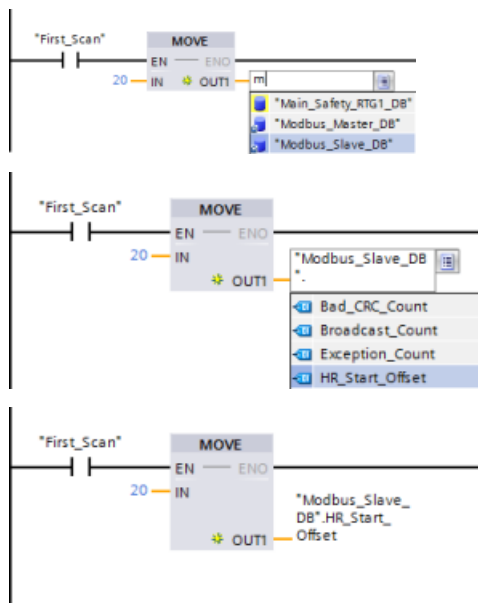 "First_Scan"
MOVE
EN ENO
20 IN OUT1 m
"Main_Safety_RTG1_DB"
"Modbus_Master_DB"
"Modbus_Slave_DB"
"First_Scan"
MOVE
EN ENO
20 IN
"Modbus_Slave_DB
".
OUT1
Bad_CRC_Count
Broadcast_Count
Exception_Count
HR_Start_Offset
"First_Scan"
MOVE
EN ENO
20 IN
"Modbus_Slave_
DB".HR_Start_
OUT1 Offset